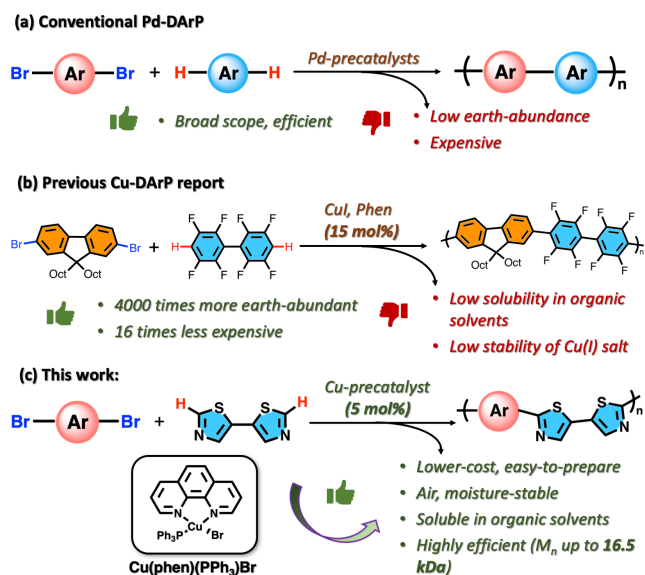 (a) Conventional Pd-DArP
Br Ar Br + H Ar H Pd-precatalysts ( Ar Ar )n
• Broad scope, efficient
• Low earth-abundance
• Expensive
(b) Previous Cu-DArP report
CuI, Phen
(15 mol%)
Br Br Oct Oct + H F F F F F F F F H Oct Oct F F F F F F F F n
• 4000 times more earth-abundant
• 16 times less expensive
• Low solubility in organic
solvents
• Low stability of Cu(I) salt
(c) This work:
Cu-precatalyst
(5 mol%)
Br Ar Br + H S N S N H ( Ar S N S N )n
• Lower-cost, easy-to-prepare
• Air, moisture-stable
• Soluble in organic solvents
• Highly efficient (Mn up to 16.5
kDa)
N N
Cu
Ph3P Br
Cu(phen)(PPh3)Br